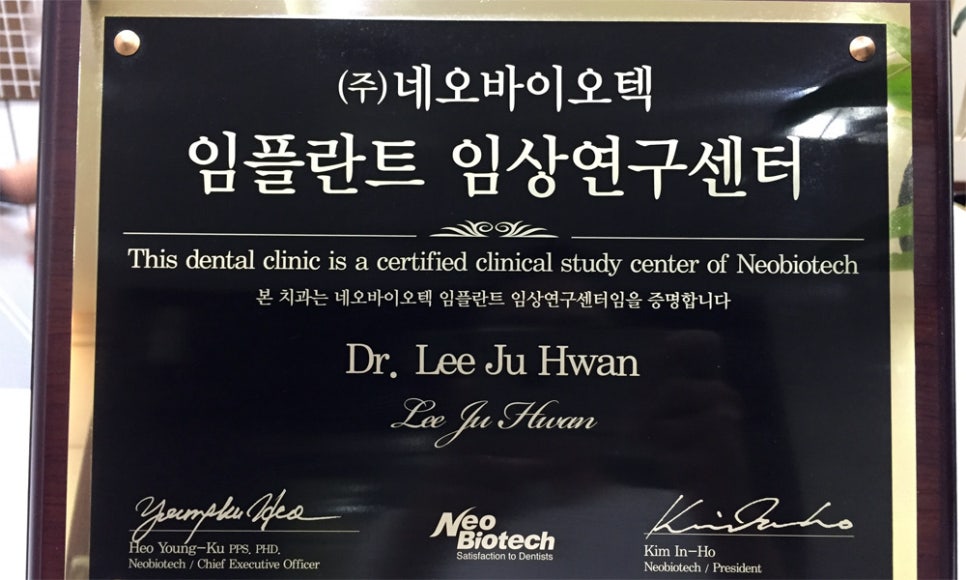 (주)네오바이오텍
임플란트 임상연구센터
This dental clinic is a certified clinical study center of Neobiotech
본 치과는 네오바이오텍 임플란트 임상연구센터임을 증명합니다
Dr. Lee Ju Hwan
Lee Ju Hwan
Heo Young-Ku PPS, PHD,
Neobiotech / Chief Executive Officer
Neo
Biotech
Satisfaction to Dentists
Kim In-Ho
Neobiotech / President